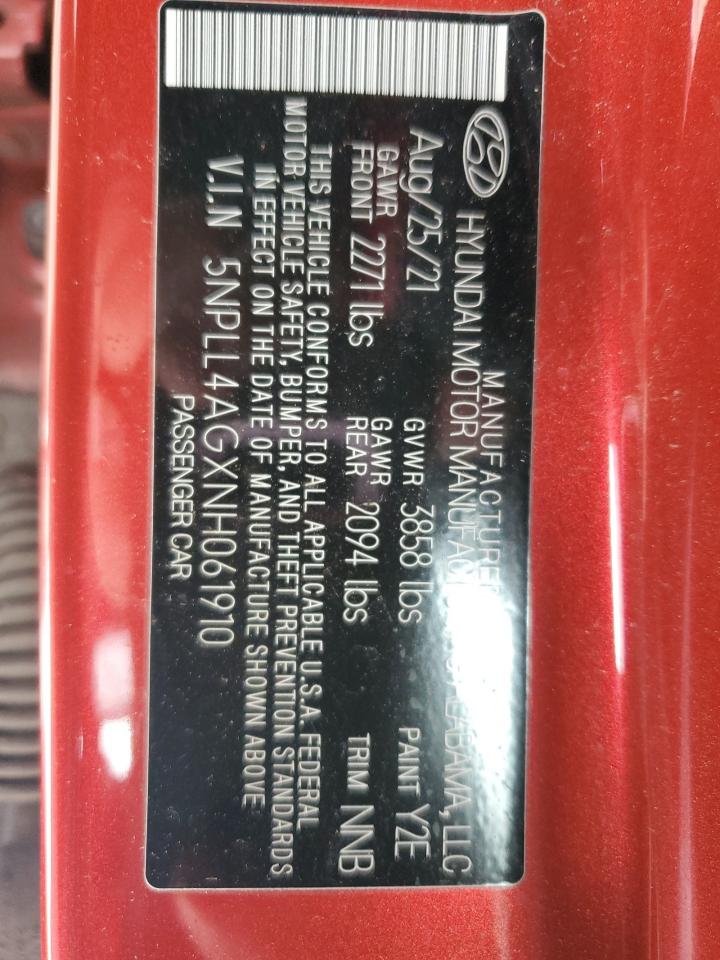 MANUFACTURE
HYUNDAI MOTOR MANUFAC ALABAMA, LLC
Aug/25/21 GVWR 3858 lbs PAINT Y2E
GAWR FRONT 2271 lbs GAWR REAR 2094 lbs TRIM NNB
THIS VEHICLE CONFORMS TO ALL APPLICABLE U.S.A. FEDERAL
MOTOR VEHICLE SAFETY, BUMPER, AND THEFT PREVENTION STANDARDS
IN EFFECT ON THE DATE OF MANUFACTURE SHOWN ABOVE
V.I.N 5NPLL4AGXNH061910
PASSENGER CAR